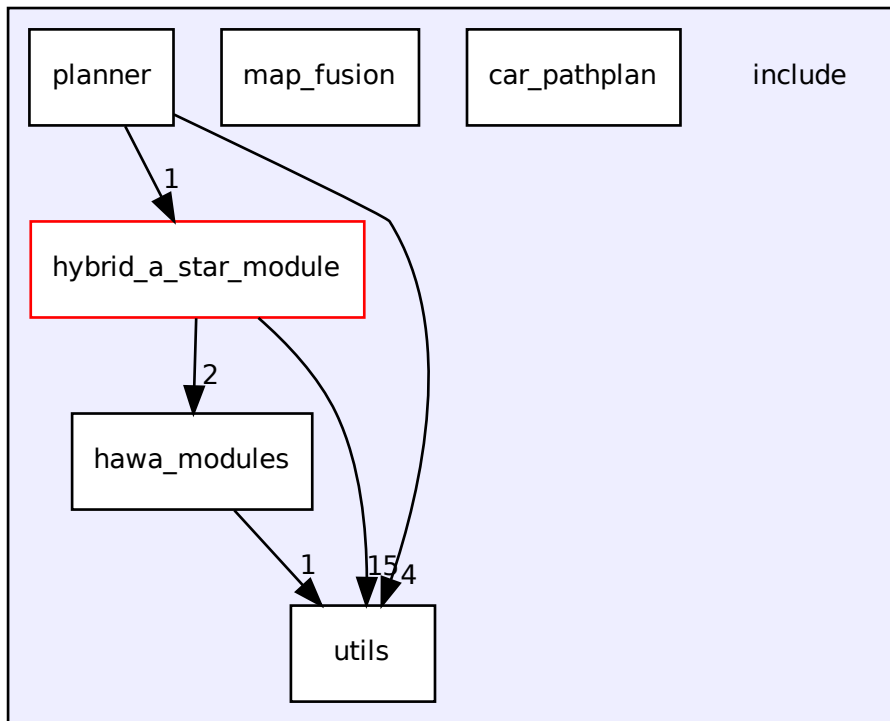 planner
map_fusion
car_pathplan
include
1
hybrid_a_star_module
2
hawa_modules
1
15
4
utils